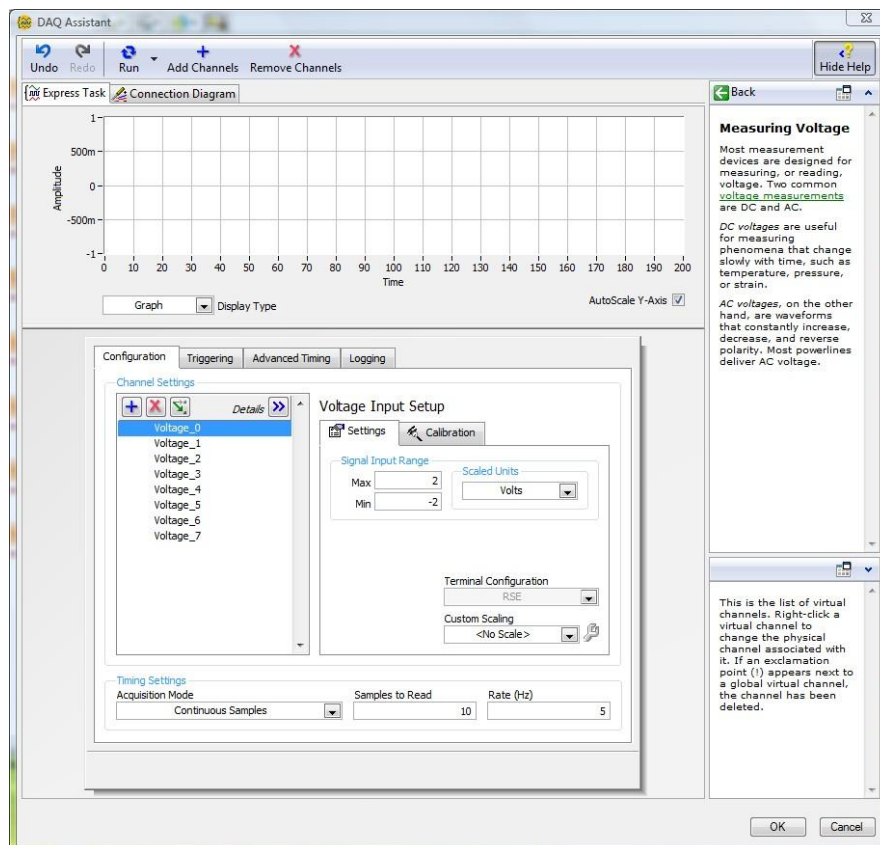 DAQ Assistant
Undo Redo Run Add Channels Remove Channels Hide Help
Express Task Connection Diagram
1
500m
0
-500m
-1
Amplitude
0 10 20 30 40 50 60 70 80 90 100 110 120 130 140 150 160 170 180 190 200
Time
Graph Display Type AutoScale Y-Axis
Configuration Triggering Advanced Timing Logging
Channel Settings
Details
Voltage_0
Voltage_1
Voltage_2
Voltage_3
Voltage_4
Voltage_5
Voltage_6
Voltage_7
Voltage Input Setup
Settings Calibration
Signal Input Range
Max 2
Min -2
Scaled Units
Volts
Terminal Configuration
RSE
Custom Scaling
<No Scale>
Timing Settings
Acquisition Mode Samples to Read Rate (Hz)
Continuous Samples 10 5
Back
Measuring Voltage
Most measurement
devices are designed for
measuring, or reading,
voltage. Two common
voltage measurements
are DC and AC.
DC voltages are useful
for measuring
phenomena that change
slowly with time, such as
temperature, pressure,
or strain.
AC voltages, on the other
hand, are waveforms
that constantly increase,
decrease, and reverse
polarity. Most powerlines
deliver AC voltage.
This is the list of virtual
channels. Right-click a
virtual channel to
change the physical
channel associated with
it. If an exclamation
point (!) appears next to
a global virtual channel,
the channel has been
deleted.
OK Cancel